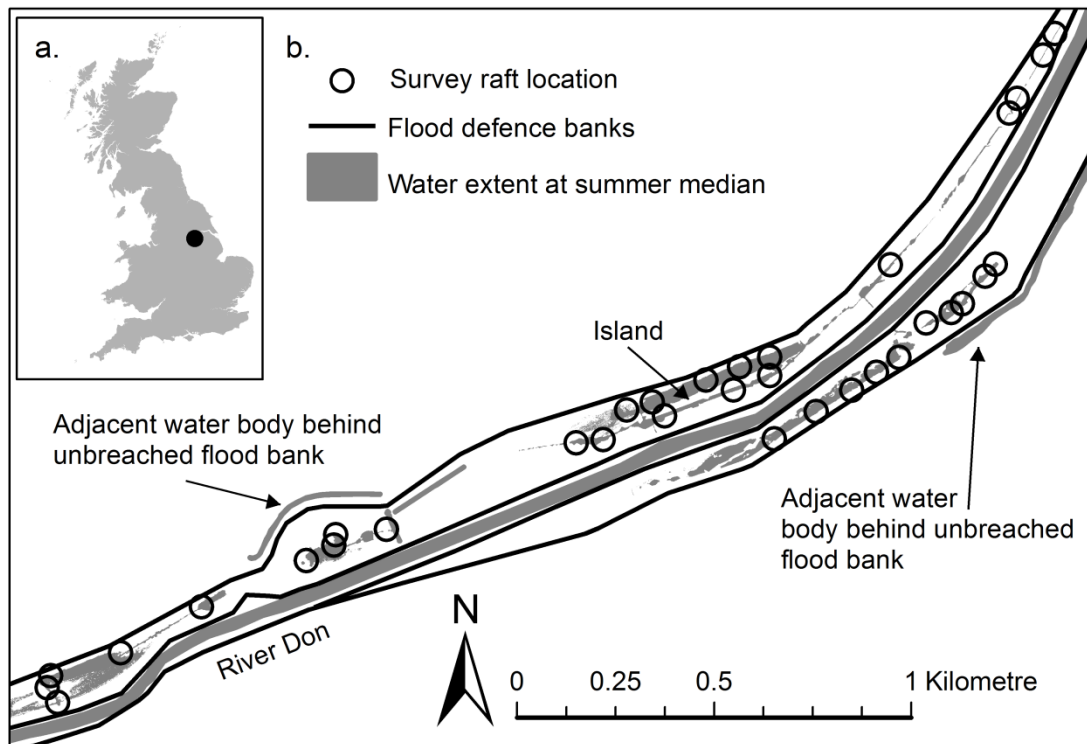 a.
b.
Survey raft location
Flood defence banks
Water extent at summer median
Island
Adjacent water body behind
unbreached flood bank
Adjacent water
body behind unbreached
flood bank
River Don
N
0 0.25 0.5 1 Kilometre